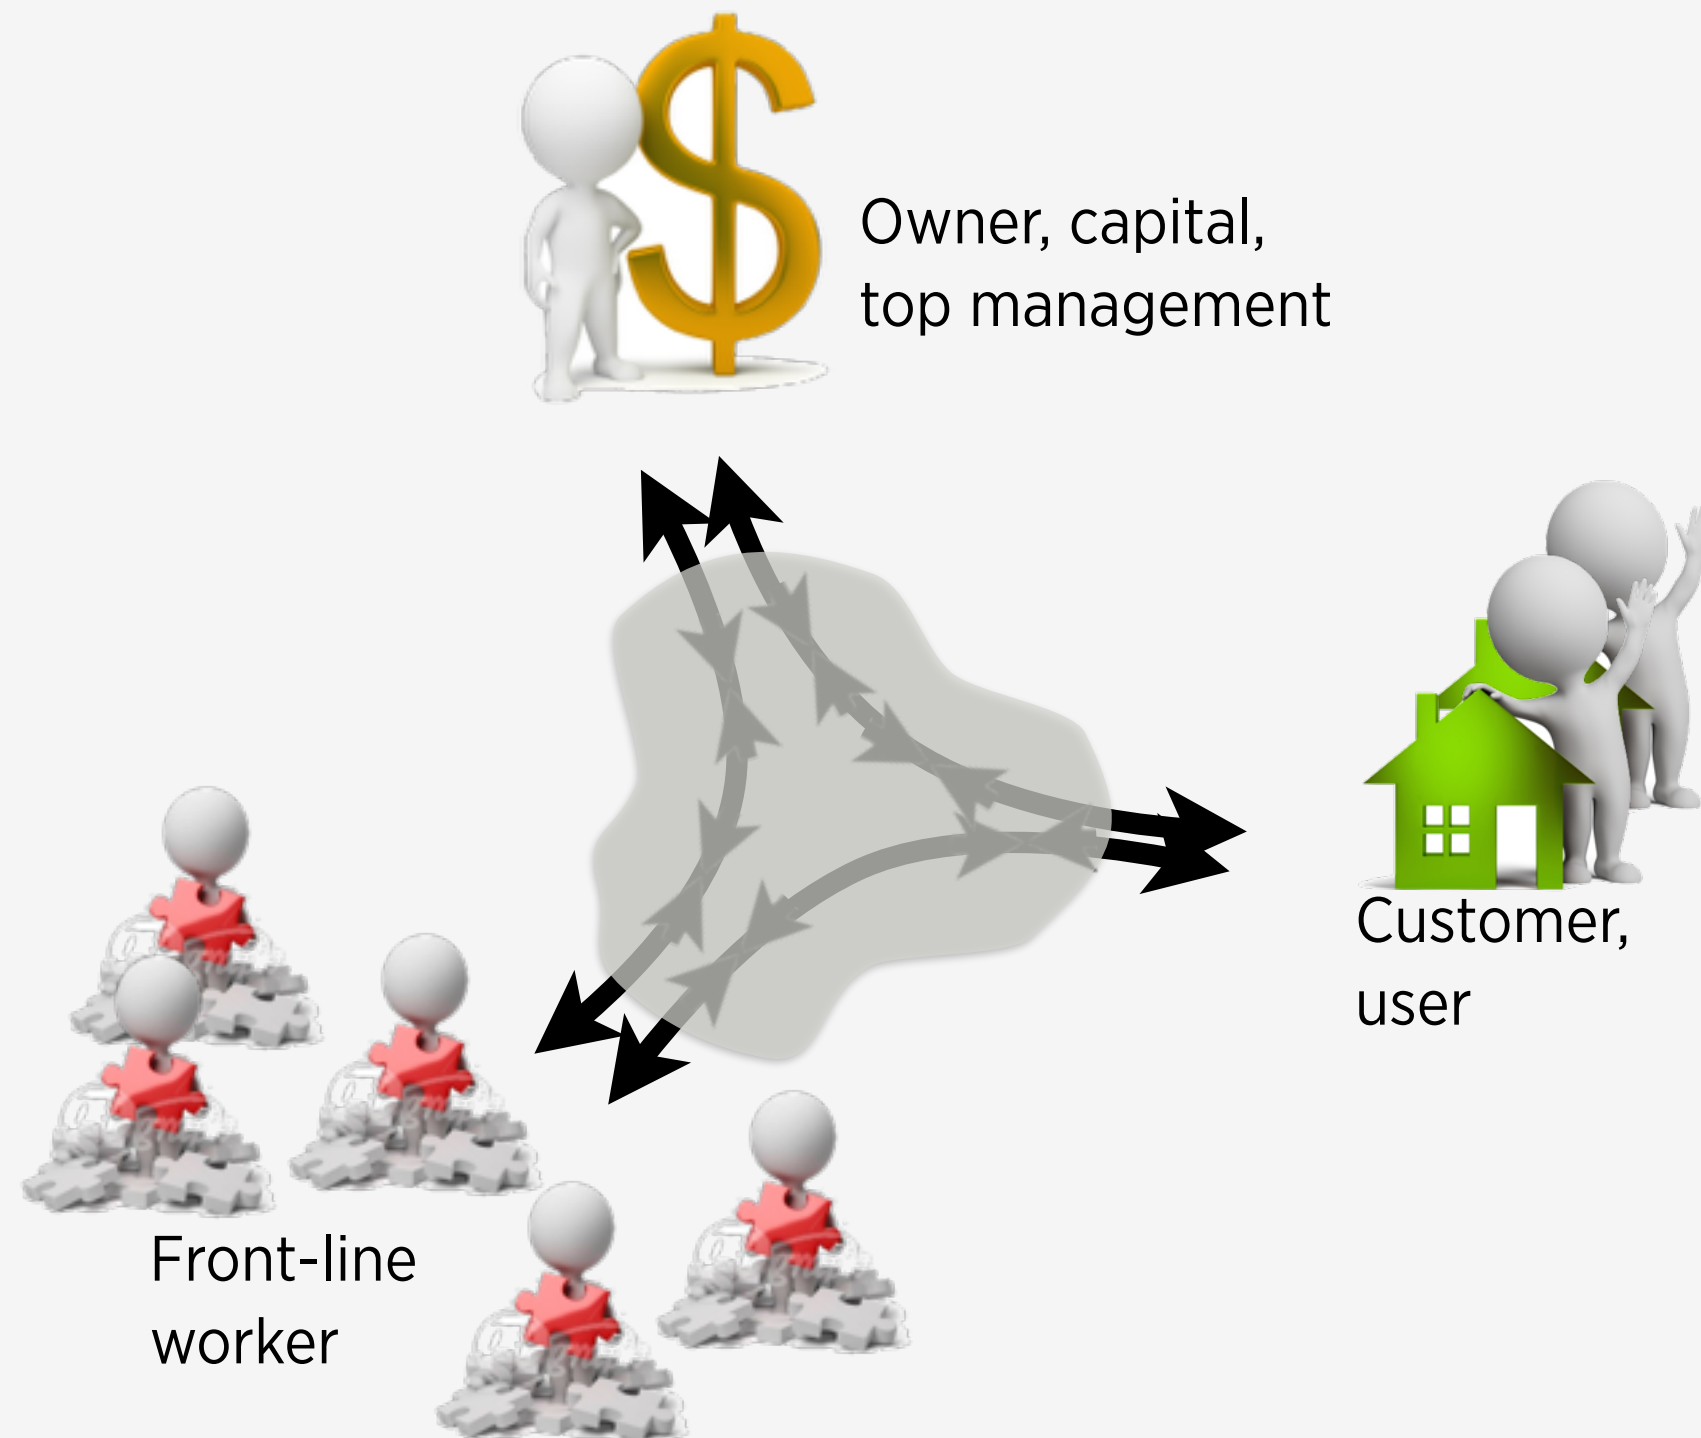 Owner, capital,
top management
Customer,
user
Front-line
worker